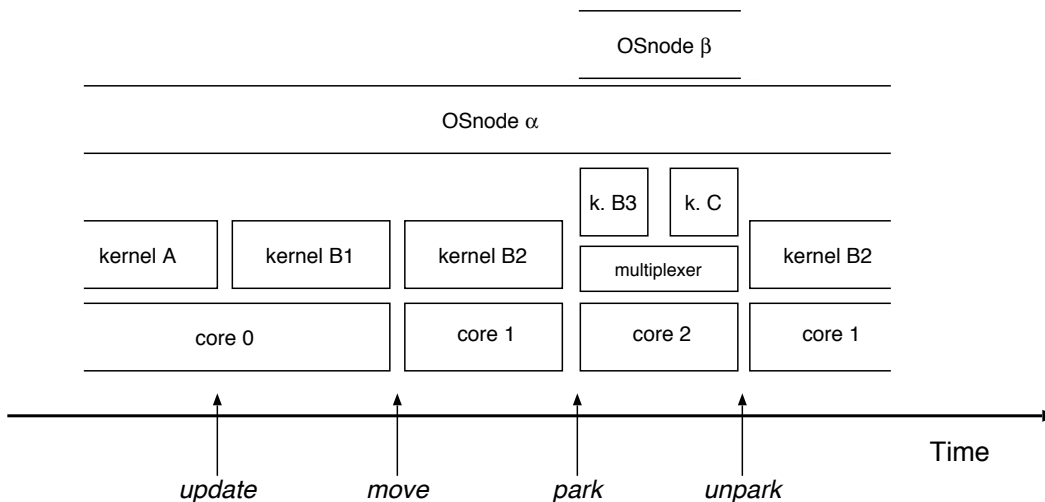 OSnode β
OSnode α
k. B3 k. C
kernel A kernel B1 kernel B2 multiplexer kernel B2
core 0 core 1 core 2 core 1
Time
update move park unpark